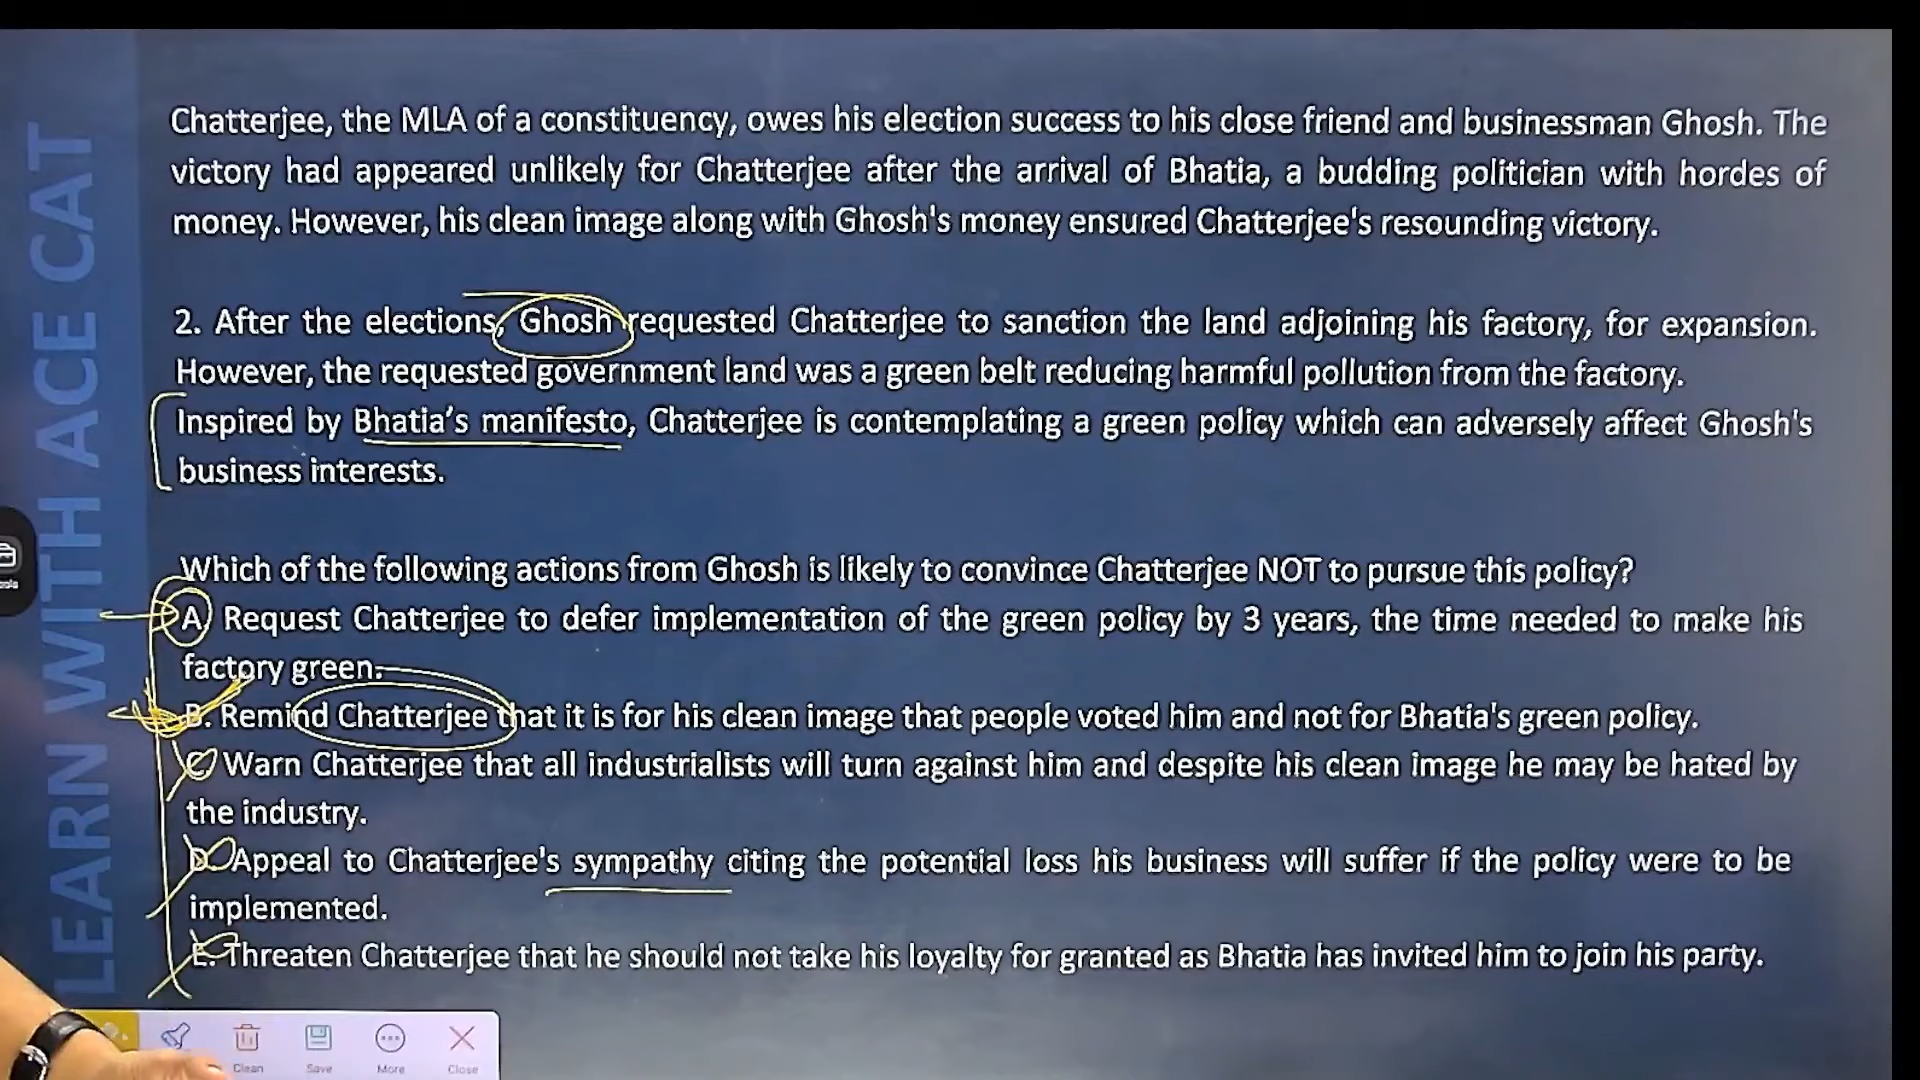 LEARN WITH ACE CAT
Chatterjee, the MLA of a constituency, owes his election success to his close friend and businessman Ghosh. The
victory had appeared unlikely for Chatterjee after the arrival of Bhatia, a budding politician with hordes of
money. However, his clean image along with Ghosh's money ensured Chatterjee's resounding victory.
2. After the elections, Ghosh requested Chatterjee to sanction the land adjoining his factory, for expansion.
However, the requested government land was a green belt reducing harmful pollution from the factory.
Inspired by Bhatia’s manifesto, Chatterjee is contemplating a green policy which can adversely affect Ghosh's
business interests.
Which of the following actions from Ghosh is likely to convince Chatterjee NOT to pursue this policy?
A. Request Chatterjee to defer implementation of the green policy by 3 years, the time needed to make his
factory green.
B. Remind Chatterjee that it is for his clean image that people voted him and not for Bhatia's green policy.
C. Warn Chatterjee that all industrialists will turn against him and despite his clean image he may be hated by
the industry.
D. Appeal to Chatterjee's sympathy citing the potential loss his business will suffer if the policy were to be
implemented.
E. Threaten Chatterjee that he should not take his loyalty for granted as Bhatia has invited him to join his party.
Clean Save More Close